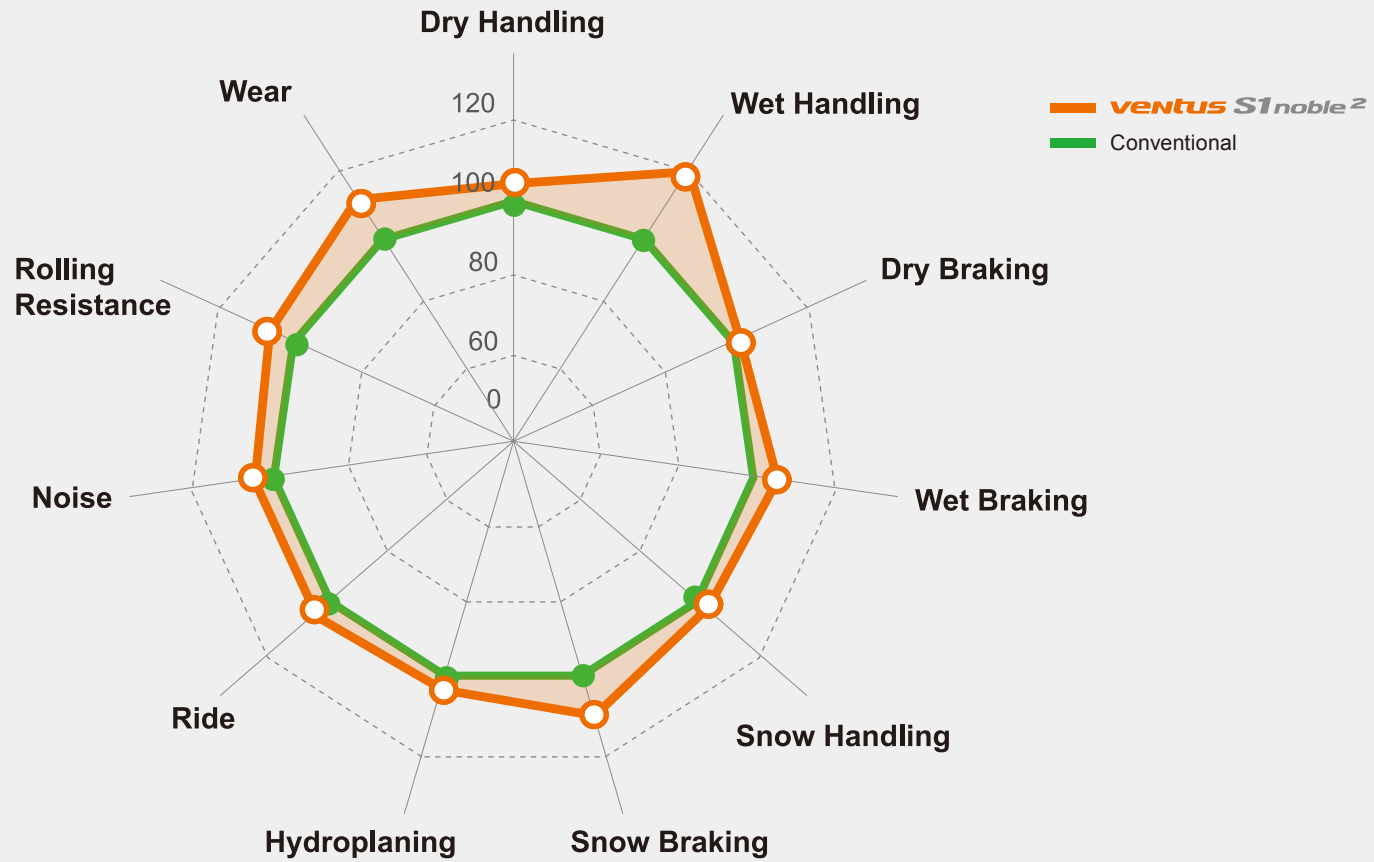 Dry Handling
Wear
Wet Handling
120
ventus S1 noble 2
Conventional
100
Rolling
Resistance
80
Dry Braking
60
0
Noise
Wet Braking
Ride
Snow Handling
Hydroplaning
Snow Braking